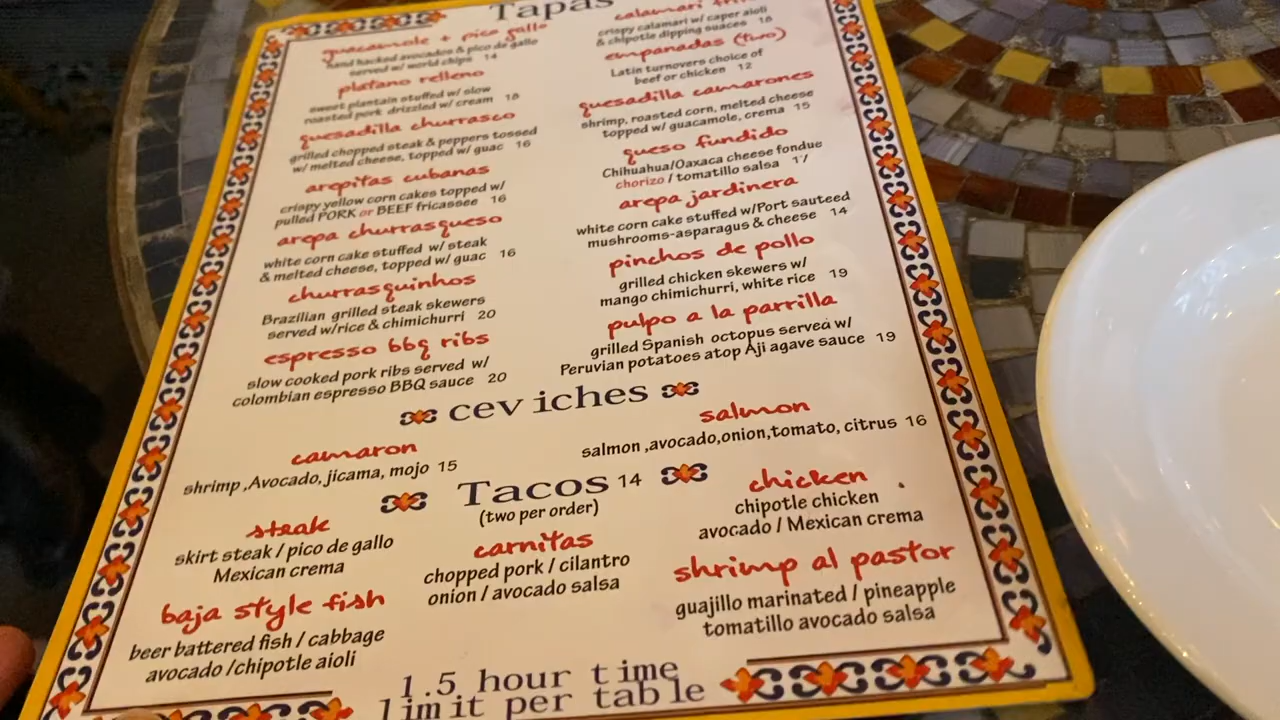 Tapas
guacamole + pico gallo
hand hacked avocados & pico de gallo
served w/ world chips 14
platano relleno
sweet plantain stuffed w/ slow
roasted pork drizzled w/ cream 18
quesadilla churrasco
grilled chopped steak & peppers tossed
w/ melted cheese, topped w/ guac 16
arepitas cubanas
crispy yellow corn cakes topped w/
pulled PORK or BEEF fricassee 16
arepa churrasqueso
white corn cake stuffed w/ steak
& melted cheese, topped w/ guac 16
churrasquinhos
Brazilian grilled steak skewers
served w/rice & chimichurri 20
espresso bbq ribs
slow cooked pork ribs served w/
colombian espresso BBQ sauce 20
calamari
crispy calamari w/ caper aioli
& chipotle dipping suaces 18
empanadas (two)
Latin turnovers choice of
beef or chicken 12
quesadilla camarones
shrimp, roasted corn, melted cheese
topped w/ guacamole, crema 15
queso fundido
Chihuahua/Oaxaca cheese fondue
chorizo / tomatillo salsa 17
arepa jardinera
white corn cake stuffed w/Port sauteed
mushrooms-asparagus & cheese 14
pinchos de pollo
grilled chicken skewers w/
mango chimichurri, white rice 19
pulpo a la parrilla
grilled Spanish octopus served w/
Peruvian potatoes atop Aji agave sauce 19
cev iches
camaron
shrimp ,Avocado, jicama, mojo 15
salmon
salmon ,avocado,onion,tomato, citrus 16
Tacos 14
(two per order)
steak
skirt steak / pico de gallo
Mexican crema
carnitas
chopped pork / cilantro
onion / avocado salsa
chicken
chipotle chicken
avocado / Mexican crema
baja style fish
beer battered fish / cabbage
avocado /chipotle aioli
shrimp al pastor
guajillo marinated / pineapple
tomatillo avocado salsa
1.5 hour time
limit per table